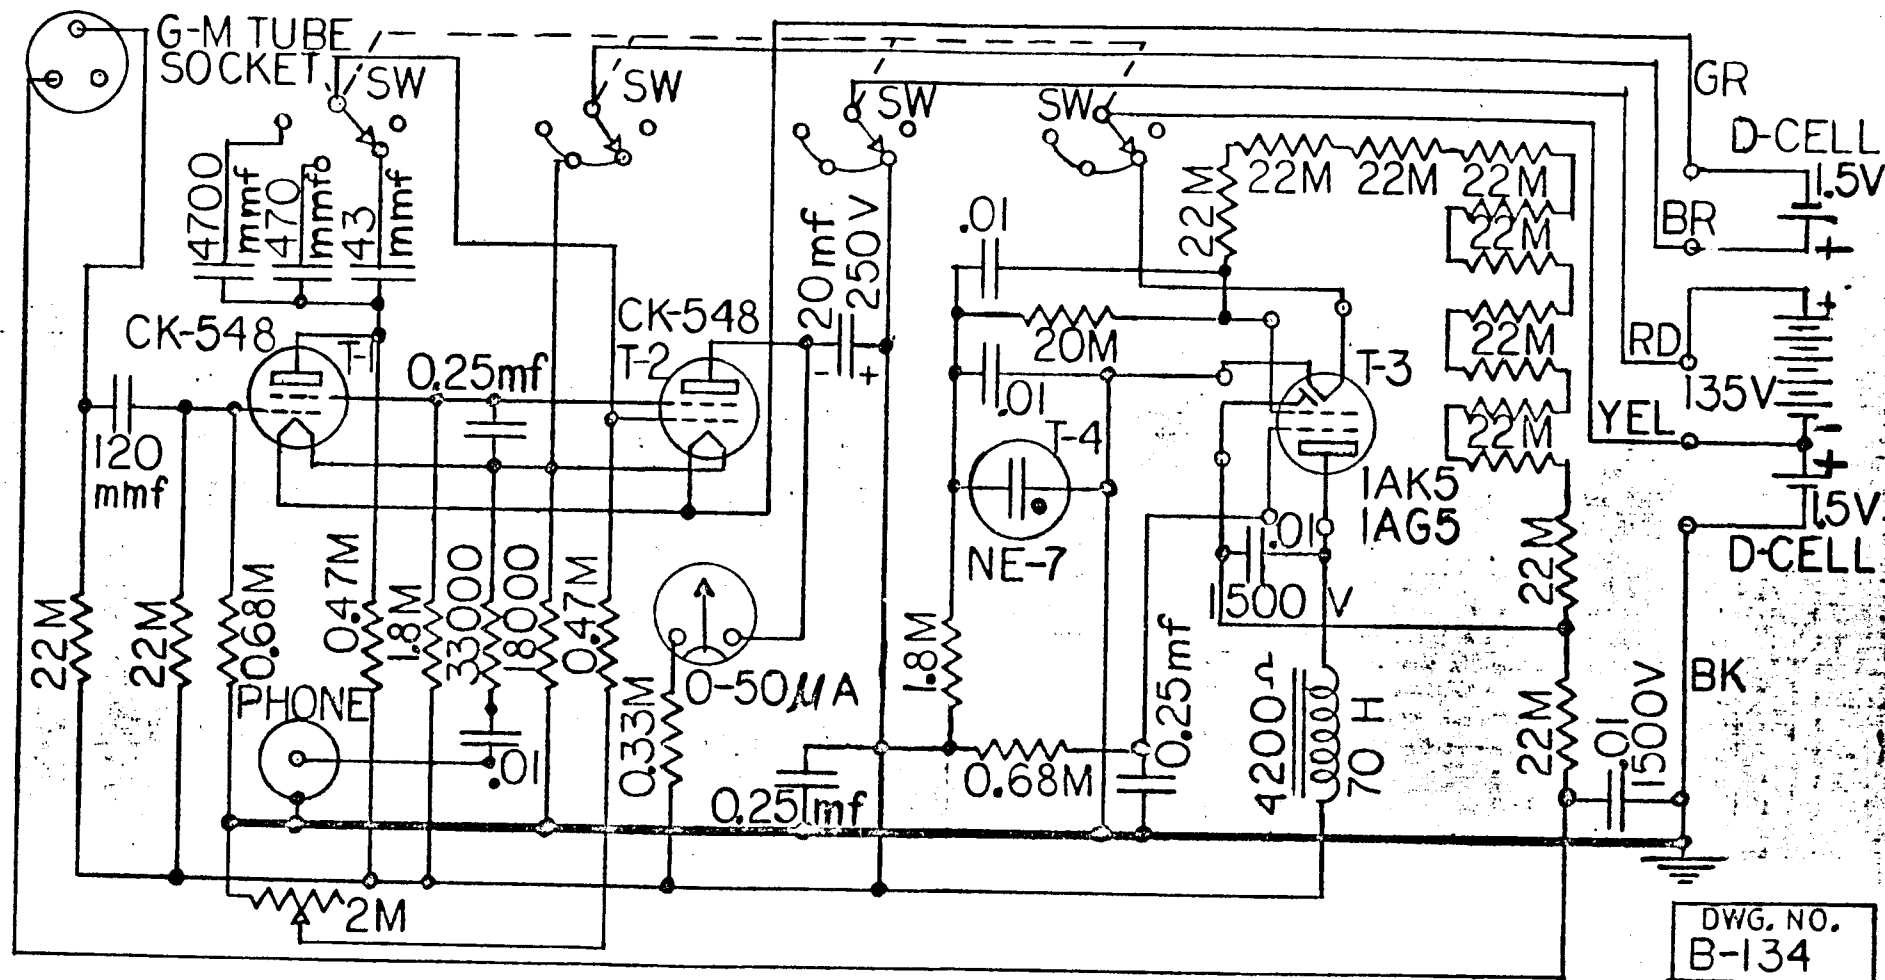 G-M TUBE
SOCKET
SW
SW
SW
SW
GR
D-CELL
1.5V
BR
4700
mmf
470
mmf
43
mmf
20mf
250V
.01
22M
22M
22M
22M
22M
22M
22M
CK-548
T-1
0.25mf
CK-548
T-2
20M
.01
T-3
RD
135V
YEL
120
mmf
T-4
NE-7
1AK5
1AG5
1.5V
D-CELL
.01
1500 V
22M
22M
0.68M
0.47M
1.8M
33000
18000
0.47M
0-50μA
0.33M
1.8M
0.25mf
4200Ω
70 H
22M
22M
.01
1500V
BK
PHONE
.01
0.25mf
0.68M
2M
DWG. NO.
B-134